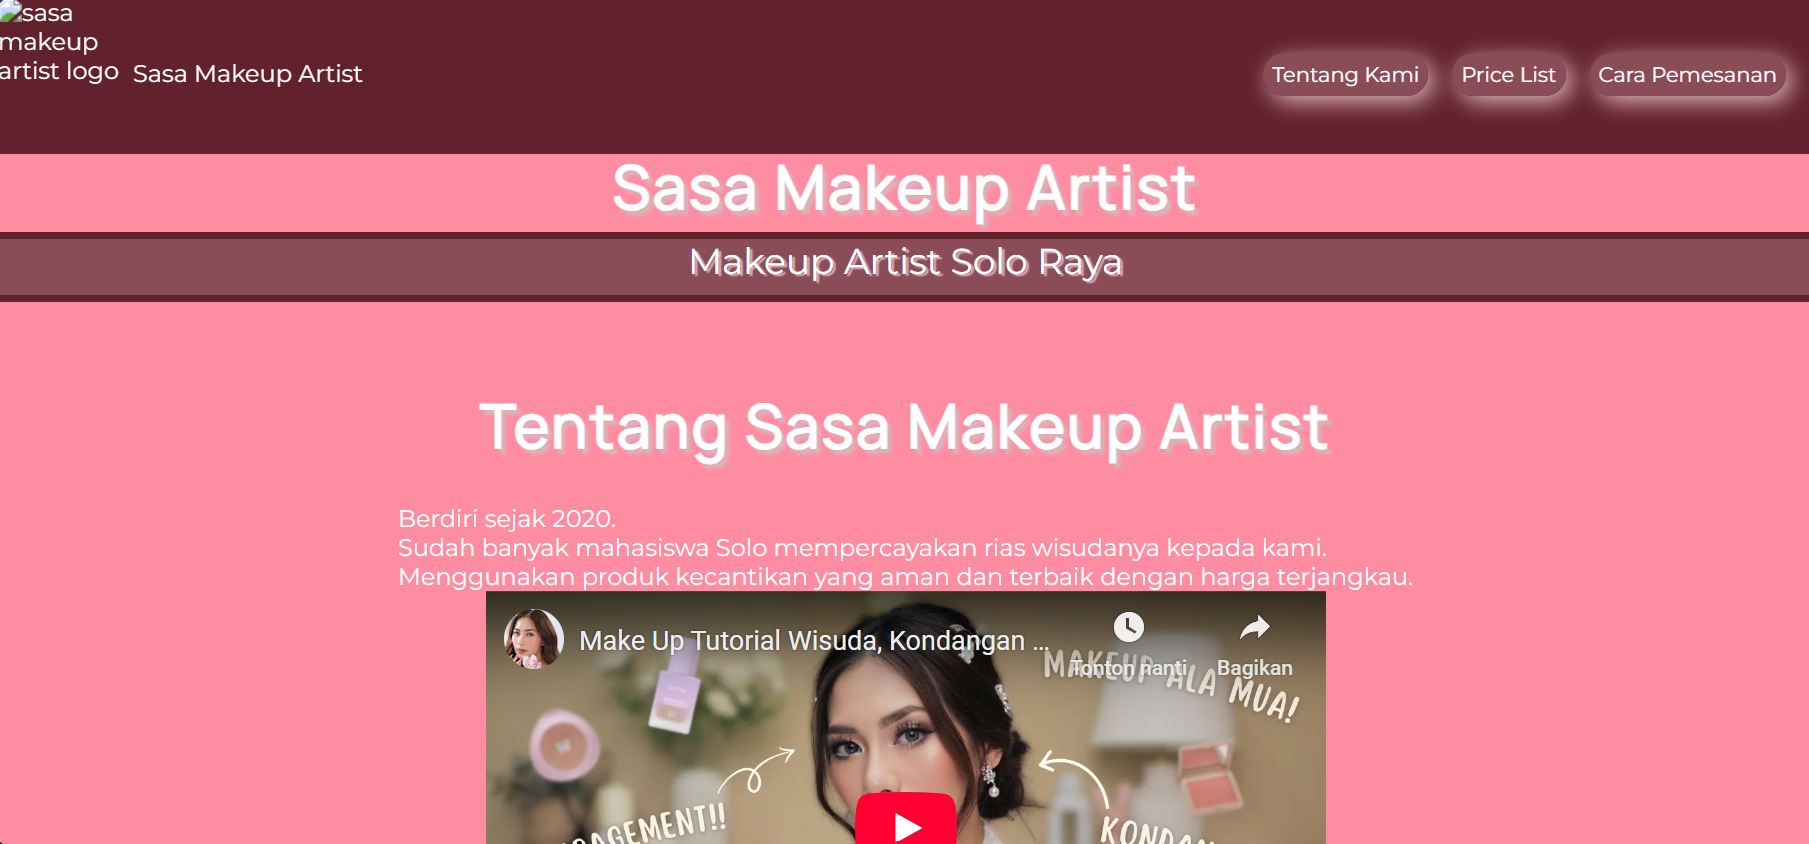 sasa
makeup
artist logo
Sasa Makeup Artist
Tentang Kami
Price List
Cara Pemesanan
Sasa Makeup Artist
Makeup Artist Solo Raya
Tentang Sasa Makeup Artist
Berdiri sejak 2020.
Sudah banyak mahasiswa Solo mempercayakan rias wisudanya kepada kami.
Menggunakan produk kecantikan yang aman dan terbaik dengan harga terjangkau.
Make Up Tutorial Wisuda, Kondangan ...
Tonton nanti
Bagikan
MAKEUP ALA MUA!